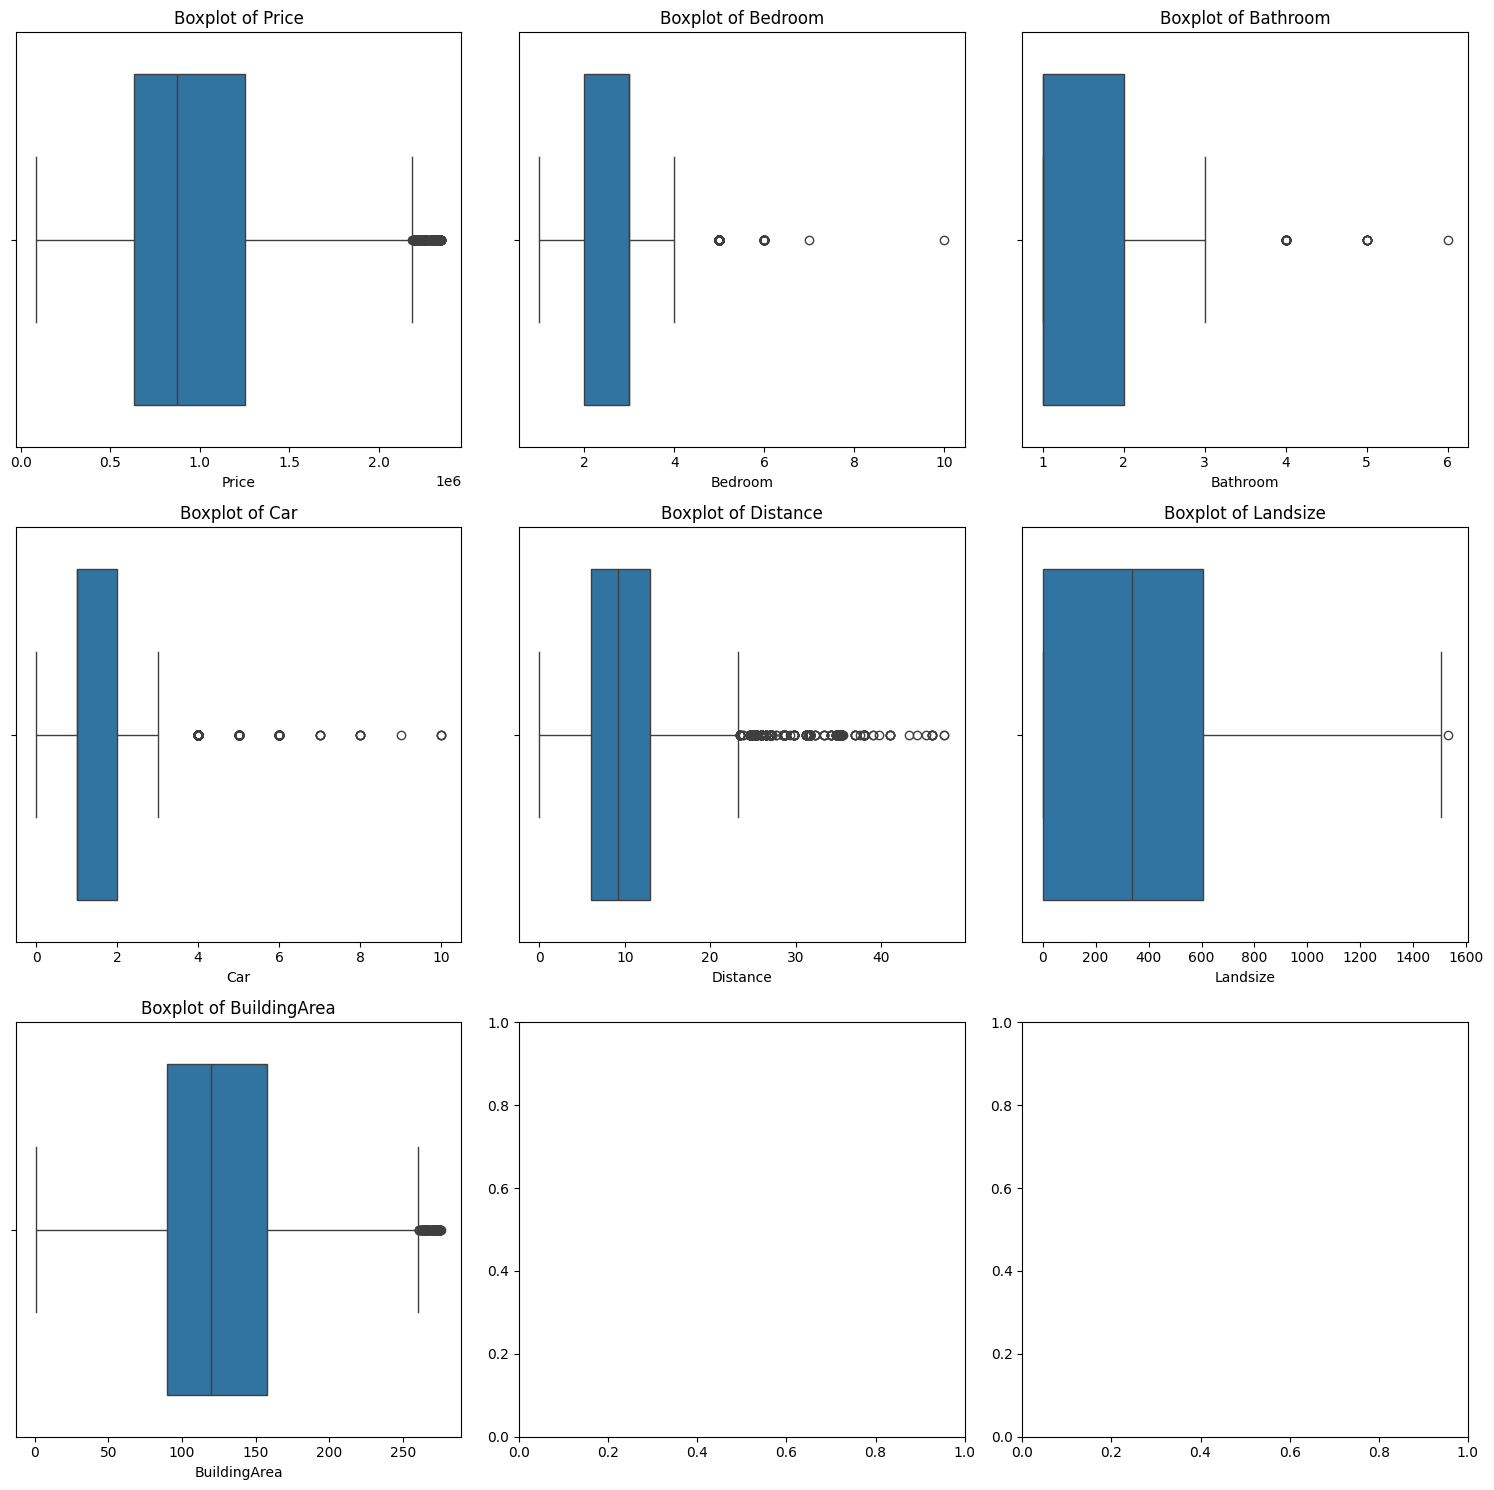 Boxplot of Price
0.0 0.5 1.0 1.5 2.0
1e6
Price
Boxplot of Bedroom
2 4 6 8 10
Bedroom
Boxplot of Bathroom
1 2 3 4 5 6
Bathroom
Boxplot of Car
0 2 4 6 8 10
Car
Boxplot of Distance
0 10 20 30 40
Distance
Boxplot of Landsize
0 200 400 600 800 1000 1200 1400 1600
Landsize
Boxplot of BuildingArea
0 50 100 150 200 250
BuildingArea
1.0
0.8
0.6
0.4
0.2
0.0
0.0 0.2 0.4 0.6 0.8 1.0
1.0
0.8
0.6
0.4
0.2
0.0
0.0 0.2 0.4 0.6 0.8 1.0